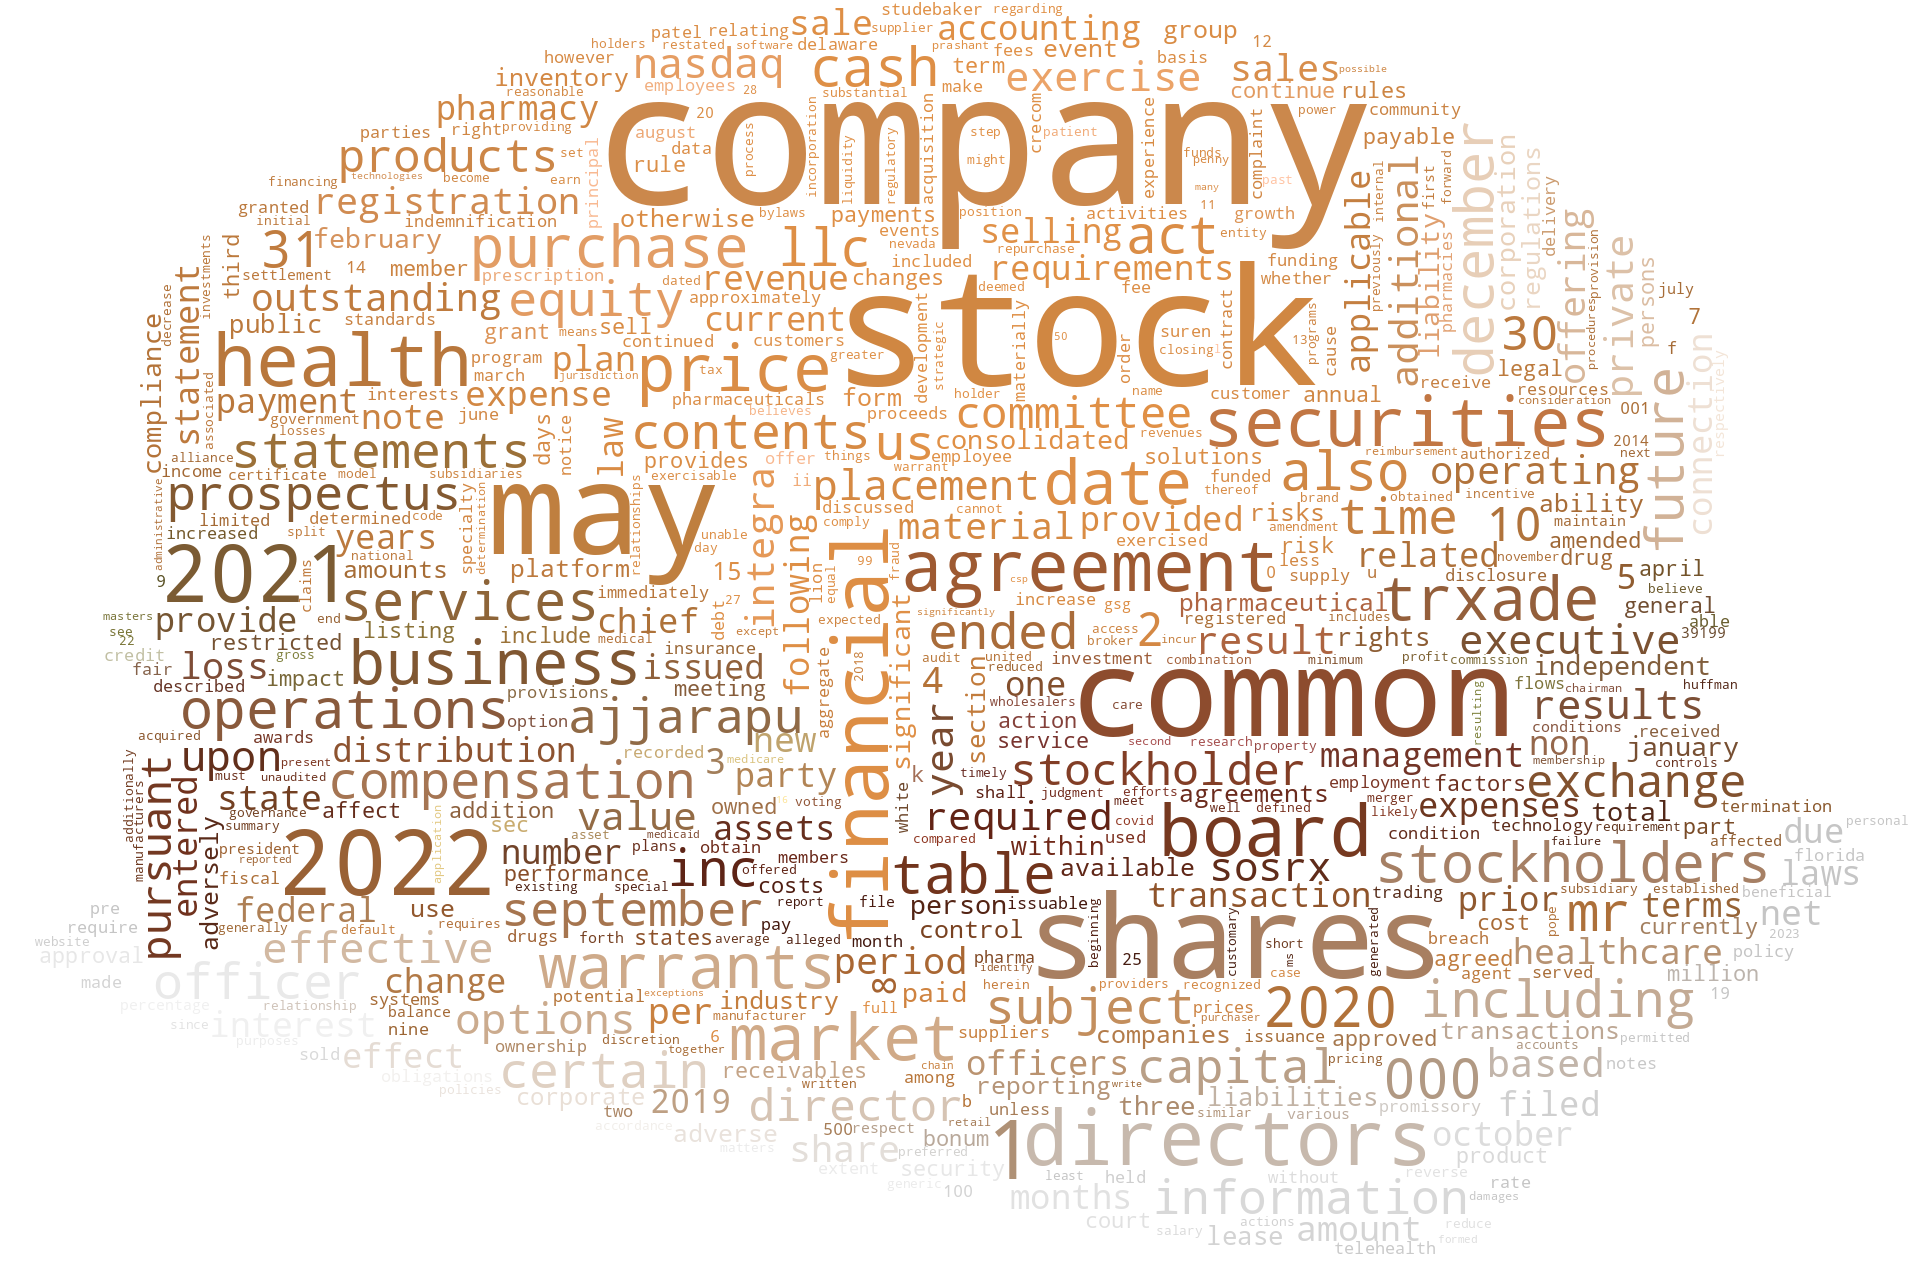 studebaker regarding
patel relating sale supplier accounting group 12
holders restated software delaware prashant fees event basis
however nasdaq cash term exercise sales possible
inventory employees 28 substantial make continue rules
reasonable pharmacy company power community
parties right providing 20 august process step patient crecom payable
products set data rule might funds penny
technologies become earn principal incorporation liquidity regulatory acquisition experience complaint past many
financing registration
granted initial indemnification otherwise bylaws payments position activities 11 growth
31 february purchase llc events selling act entity
third 14 member prescription dated included nevada repurchase requirements funding
settlement revenue changes deemed fee whether
investments outstanding equity approximately stock
public standards grant sell current development materially suren contract
decrease means continued customers strategic order closing 1 50 13 programs cause
health program plan price greater
march jurisdiction tax
compliance statement payment interests expense pharmaceuticals form holder name customer annual receive
associated government note june believes proceeds committee securities
losses days notice law contents us consolidated revenues
statements provides offer things employee solutions reimbursement authorized
alliance income certificate model subsidiaries exercisable warrant funded also operating
prospectus may ii placement date thereof brand obtained incentive
limited determined code specialty determination relationships integra discussed cannot risks time 10 ability
increased split years unable comply material provided amendment maintain
administrative national day exercised risk november amended
2021 amounts platform 15 financial 99 fraud agreement less related drug
9 claims services immediately following lion equal csp 0 supply u disclosure 5 april
masters provide end chief debt 27 increase gsg pharmaceutical trxade believe general
see restricted listing include medical except expected significantly ended access 2 registered includes able
22 credit gross insurance audit united broker incur result rights executive 39199
fair loss business issued 2018 reduced investment combination minimum profit commission independent
impact meeting 4 one common flows chairman huffman
described provisions aggregate significant wholesalers care resulting results
operations option ajjarapu action conditions
acquired awards new year section service second research property management non received january
upon distribution recorded 3 medicare stockholder membership controls
pursuant present party k timely employment factors exchange
additionally must unaudited compensation 16 shall judgment efforts agreements merger
manufacturers entered state affect addition owned voting white required meet well defined likely expenses total termination
governance value assets covid technology requirement part
summary application sec asset medicaid compared within used board condition affected due personal
president 2022 number plans obtain members table available sosrx failure stockholders florida
reported fiscal performance inc offered laws
adversely existing special costs file person issuable transaction trading subsidiary established beneficial
federal use september report shares prior mr terms net
pre generally default requires pay control cost currently 2023
require drugs forth states average alleged month beginning customary short generated breach pope
website effective warrants period pharma 25 ms agreed healthcare policy
approval officer change identify case agent served million
made potential exceptions industry 8 paid herein providers recognized including 19
percentage relationship systems
since interest balance options per manufacturer full subject prices 2020 transactions permitted
purposes nine discretion 6 market suppliers purchaser companies issuance approved accounts
sold effect ownership together chain officers capital pricing based notes
obligations certain receivables among reporting write 000
policies corporate written
two 2019 director b unless three liabilities various promissory filed
accordance adverse 500 respect retail similar 1 directors october
matters share preferred bonum product
extent security least held without reverse
generic 100 months information rate
court salary actions damages
lease amount reduce
telehealth formed
applicable additional december corporation regulations delivery
internal previously liability first forward pharmacies offering private persons july
procedures provision 7
30 f
legal resources future connection respectively
consideration 001
2014
next